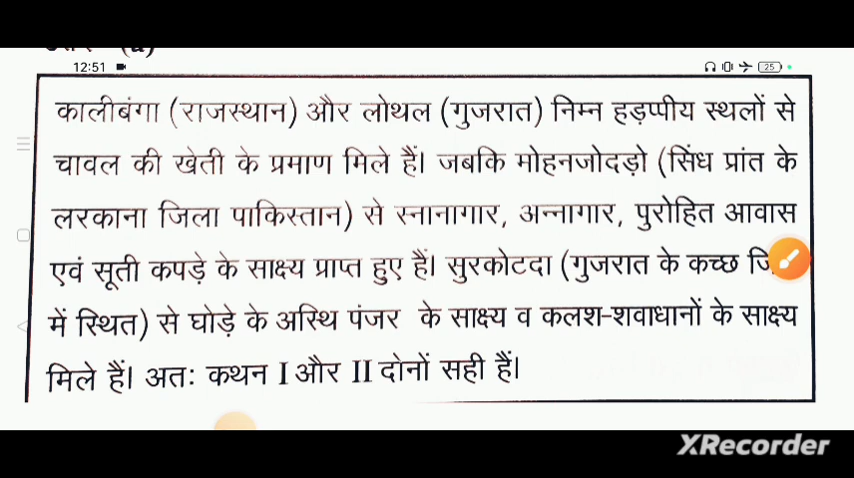 12:51
25
कालीबंगा (राजस्थान) और लोथल (गुजरात) निम्न हड़प्पीय स्थलों से
चावल की खेती के प्रमाण मिले हैं। जबकि मोहनजोदड़ो (सिंध प्रांत के
लरकाना जिला पाकिस्तान) से स्नानागार, अन्नागार, पुरोहित आवास
एवं सूती कपड़े के साक्ष्य प्राप्त हुए हैं। सुरकोटदा (गुजरात के कच्छ
में स्थित) से घोड़े के अस्थि पंजर के साक्ष्य व कलश-शवाधानों के साक्ष्य
मिले हैं। अतः कथन I और II दोनों सही हैं।
XRecorder